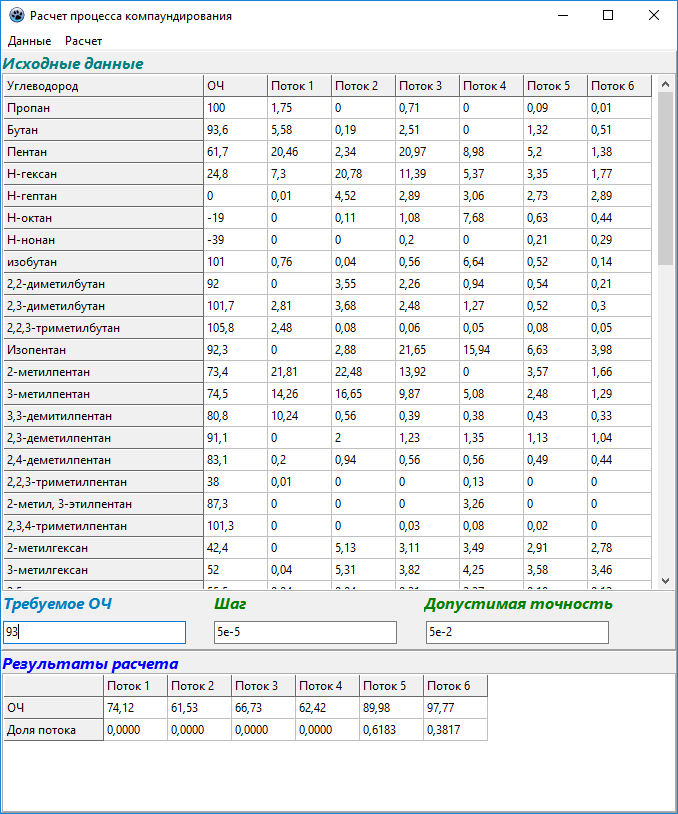 Расчет процесса компаундирования
Данные Расчет
Исходные данные
Углеводород ОЧ Поток 1 Поток 2 Поток 3 Поток 4 Поток 5 Поток 6
Пропан 100 1,75 0 0,71 0 0,09 0,01
Бутан 93,6 5,58 0,19 2,51 0 1,32 0,51
Пентан 61,7 20,46 2,34 20,97 8,98 5,2 1,38
Н-гексан 24,8 7,3 20,78 11,39 5,37 3,35 1,77
Н-гептан 0 0,01 4,52 2,89 3,06 2,73 2,89
Н-октан -19 0 0,11 1,08 7,68 0,63 0,44
Н-нонан -39 0 0 0,2 0 0,21 0,29
изобутан 101 0,76 0,04 0,56 6,64 0,52 0,14
2,2-диметилбутан 92 0 3,55 2,26 0,94 0,54 0,21
2,3-диметилбутан 101,7 2,81 3,68 2,48 1,27 0,52 0,3
2,2,3-триметилбутан 105,8 2,48 0,08 0,06 0,05 0,08 0,05
Изопентан 92,3 0 2,88 21,65 15,94 6,63 3,98
2-метилпентан 73,4 21,81 22,48 13,92 0 3,57 1,66
3-метилпентан 74,5 14,26 16,65 9,87 5,08 2,48 1,29
3,3-демитилпентан 80,8 10,24 0,56 0,39 0,38 0,43 0,33
2,3-деметилпентан 91,1 0 2 1,23 1,35 1,13 1,04
2,4-деметилпентан 83,1 0,2 0,94 0,56 0,56 0,49 0,44
2,2,3-триметилпентан 38 0,01 0 0 0,13 0 0
2-метил, 3-этилпентан 87,3 0 0 0 3,26 0 0
2,3,4-триметилпентан 101,3 0 0 0,03 0,08 0,02 0
2-метилгексан 42,4 0 5,13 3,11 3,49 2,91 2,78
3-метилгексан 52 0,04 5,31 3,82 4,25 3,58 3,46
Требуемое ОЧ Шаг Допустимая точность
93 5e-5 5e-2
Результаты расчета
Поток 1 Поток 2 Поток 3 Поток 4 Поток 5 Поток 6
ОЧ 74,12 61,53 66,73 62,42 89,98 97,77
Доля потока 0,0000 0,0000 0,0000 0,0000 0,6183 0,3817